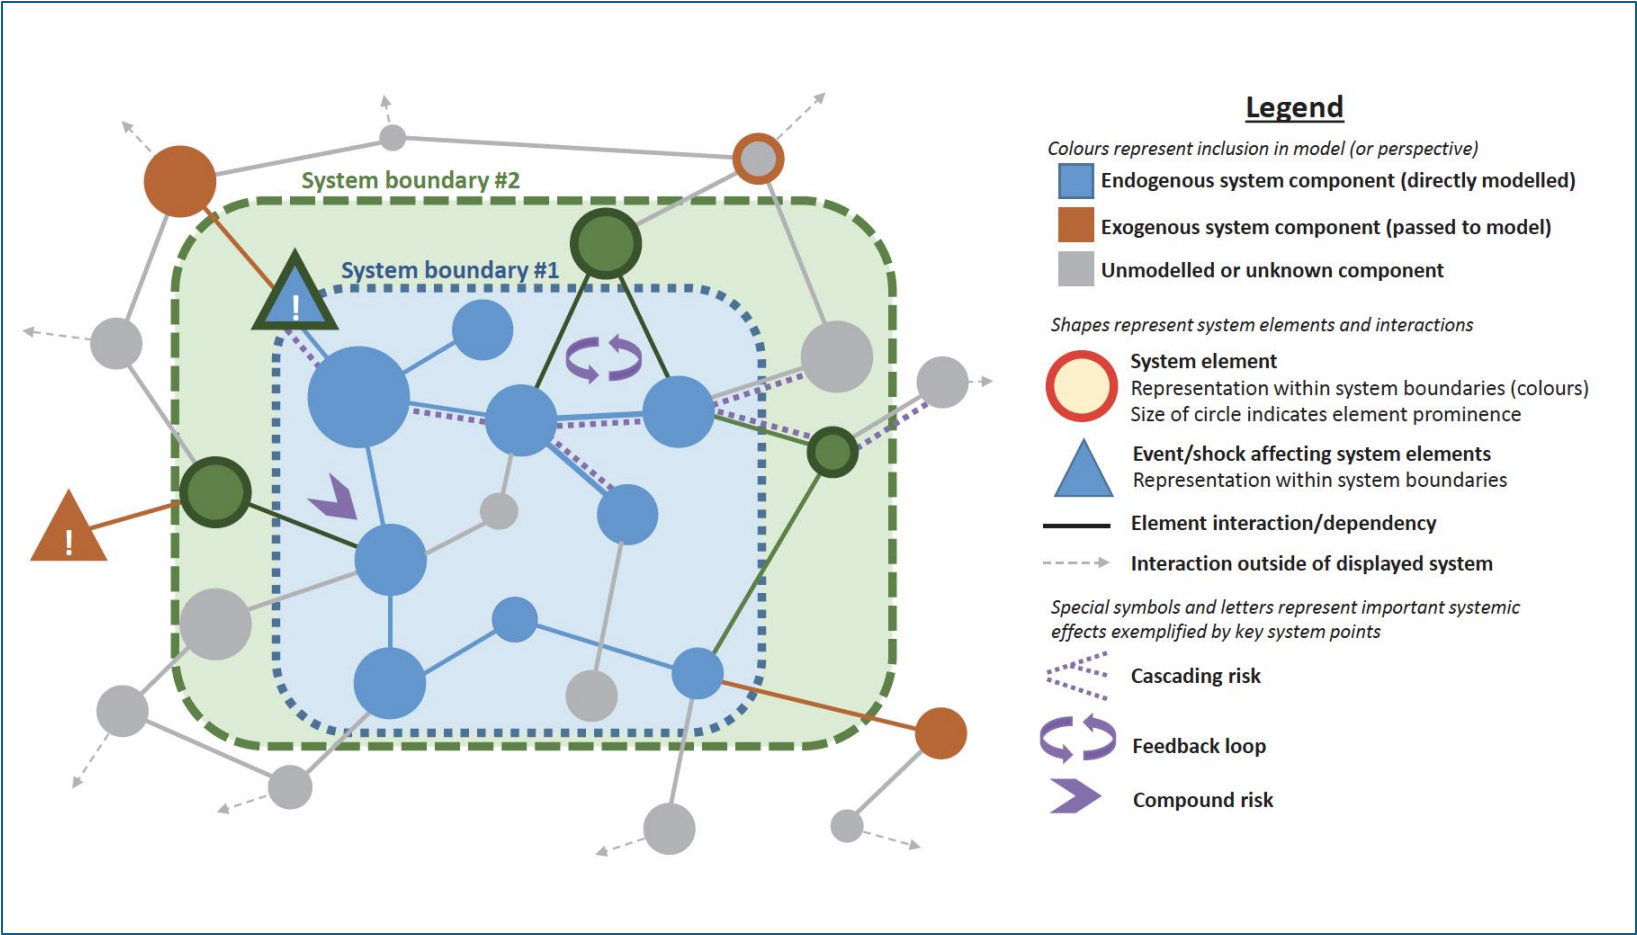 System boundary #2
System boundary #1
!
!
Legend
Colours represent inclusion in model (or perspective)
Endogenous system component (directly modelled)
Exogenous system component (passed to model)
Unmodelled or unknown component
Shapes represent system elements and interactions
System element
Representation within system boundaries (colours)
Size of circle indicates element prominence
Event/shock affecting system elements
Representation within system boundaries
Element interaction/dependency
Interaction outside of displayed system
Special symbols and letters represent important systemic
effects exemplified by key system points
Cascading risk
Feedback loop
Compound risk